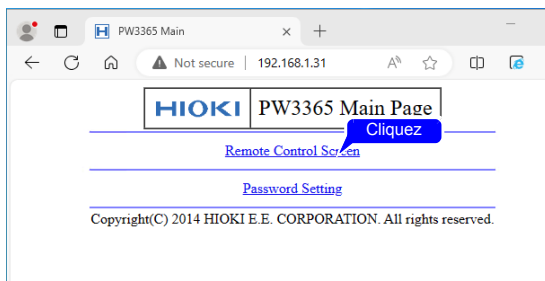 PW3365 Main
Not secure 192.168.1.31
HIOKI PW3365 Main Page
Cliquez
Remote Control Screen
Password Setting
Copyright(C) 2014 HIOKI E.E. CORPORATION. All rights reserved.